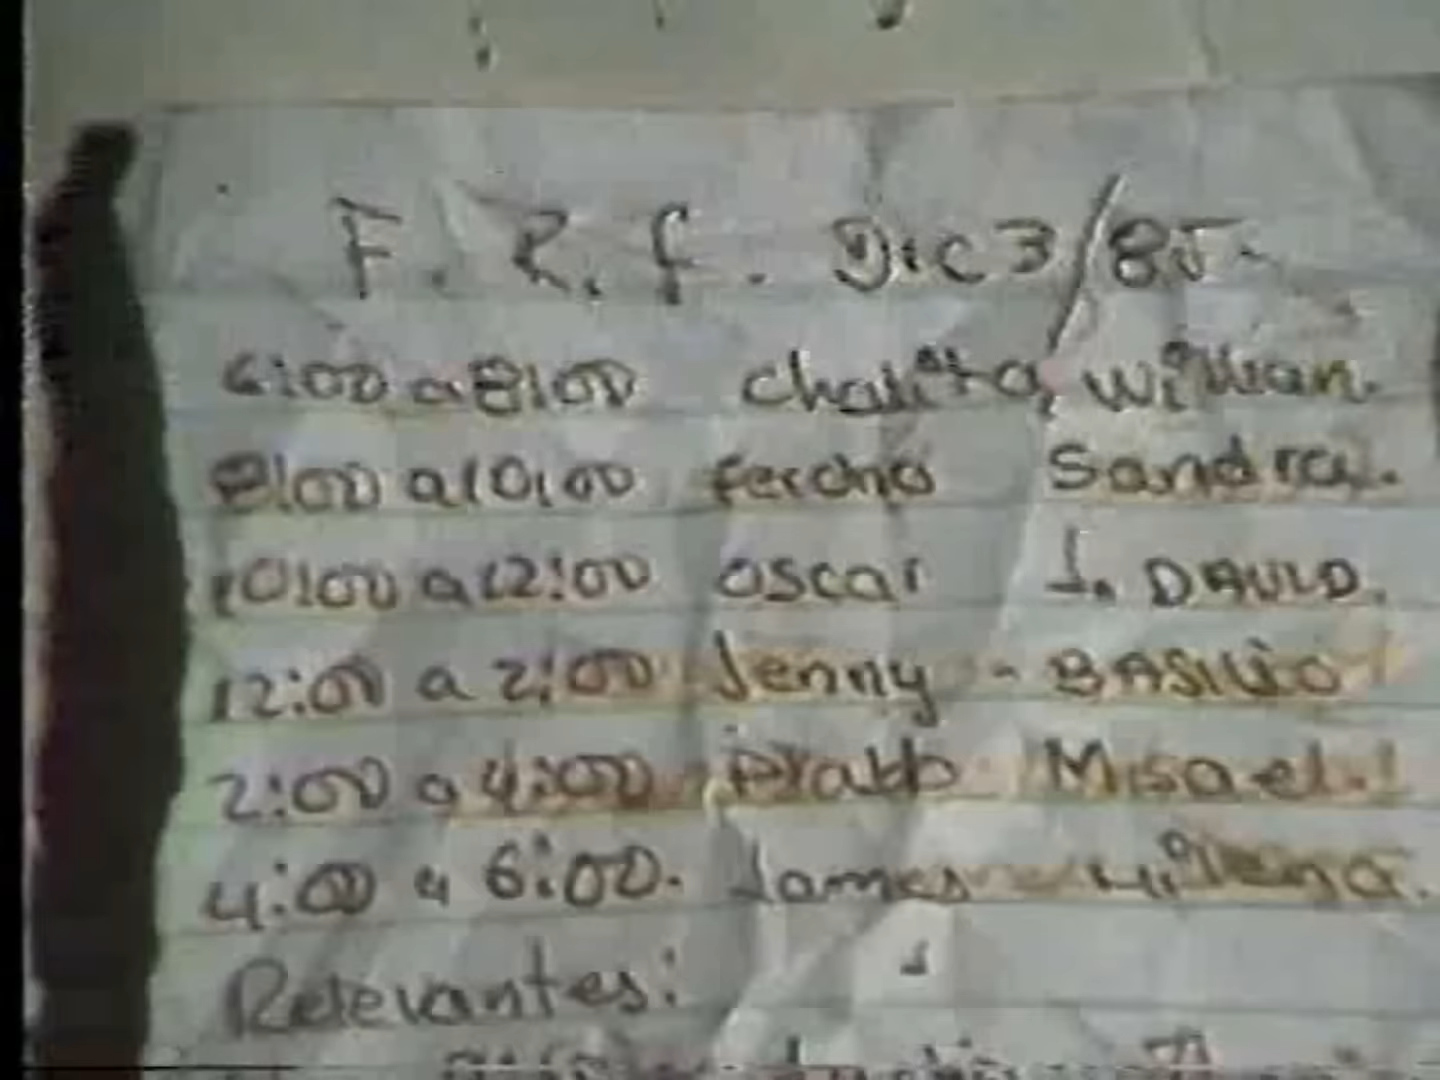 F. R. F. Dic 3/85-
6:00 a 8:00 Chalita, William.
8:00 a 10:00 Fercho Sandra.
10:00 a 12:00 Oscar J. DAVID.
12:00 a 2:00 Jenny - BASILIO
2:00 a 4:00 Misael.
4:00 a 6:00. James Milena.
Relevantes: